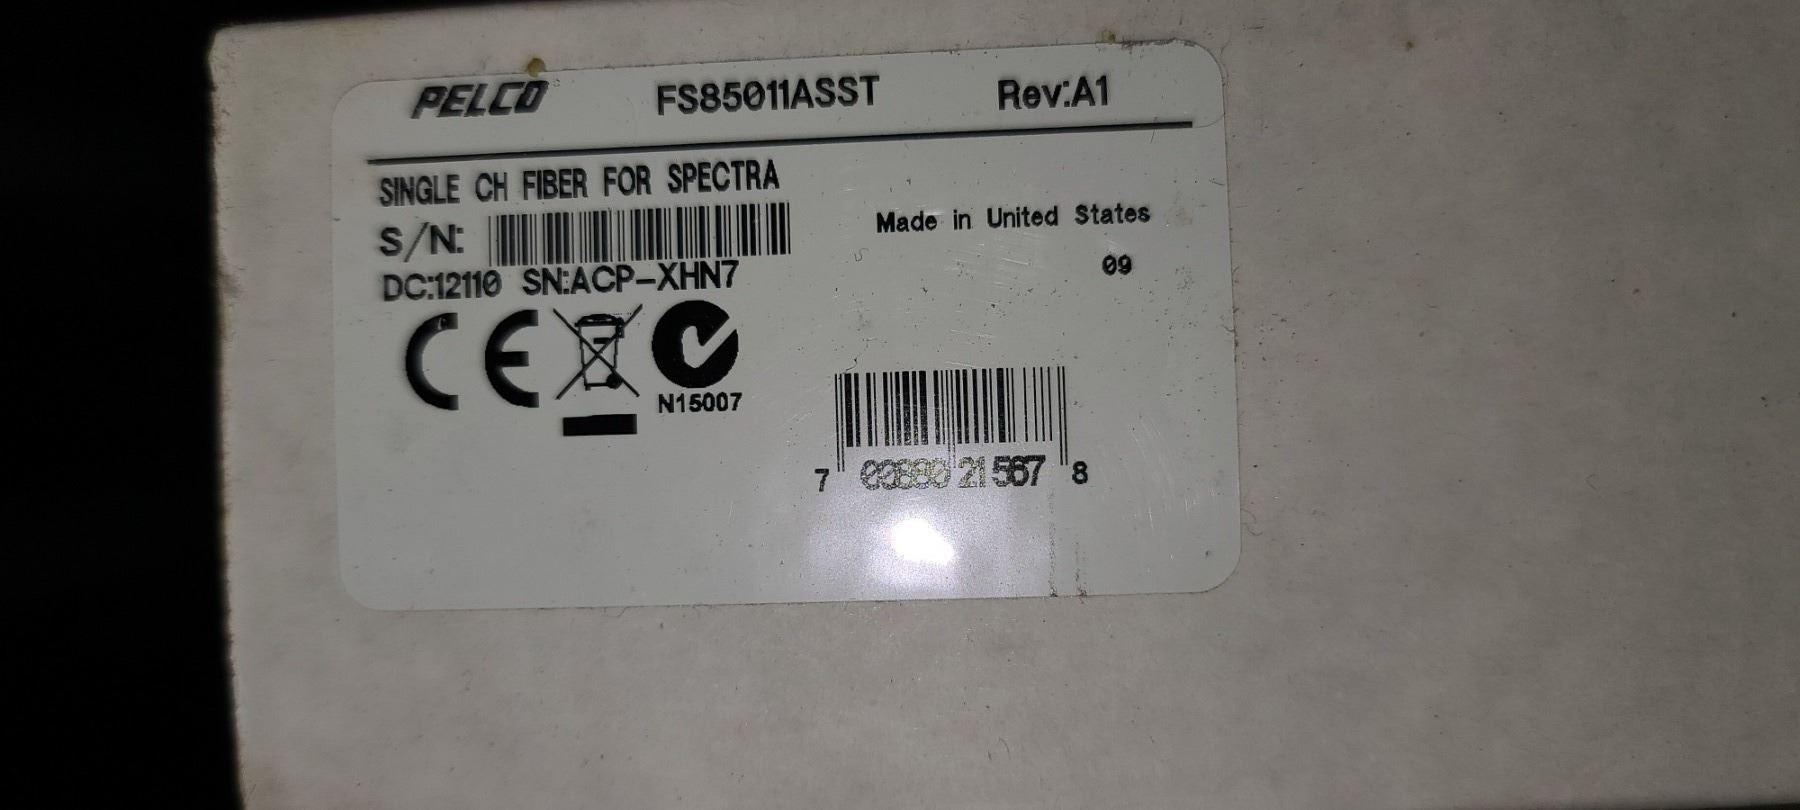 PELCO FS85011ASST Rev:A1
SINGLE CH FIBER FOR SPECTRA
S/N:
DC:12110 SN:ACP-XHN7
Made in United States
09
CE
N15007
7 00880 21567 8